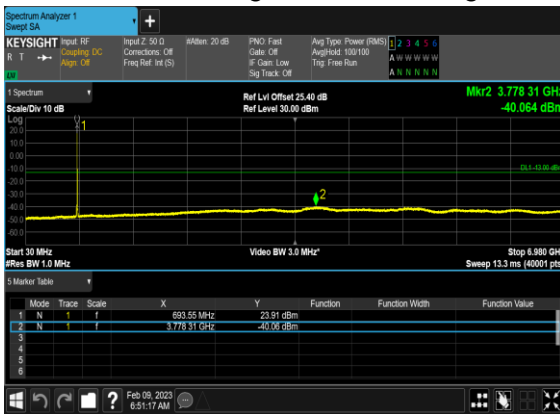 Spectrum Analyzer 1
Swept SA
KEYSIGHT
R T
LV
Input: RF
Coupling: DC
Align: Off
Input Z: 50 Ω
Corrections: Off
Freq Ref: Int (S)
#Atten: 20 dB
PNO: Fast
Gate: Off
IF Gain: Low
Sig Track: Off
Avg Type: Power (RMS)
Avg|Hold: 100/100
Trig: Free Run
1 2 3 4 5 6
A W W W W W
A N N N N N
1 Spectrum
Scale/Div 10 dB
Ref Lvl Offset 25.40 dB
Ref Level 30.00 dBm
Mkr2 3.778 31 GHz
-40.064 dBm
Log
20.0
10.0
0.00
-10.0
-20.0
-30.0
-40.0
-50.0
-60.0
1
2
DL1 -13.00 dBm
Start 30 MHz
#Res BW 1.0 MHz
Video BW 3.0 MHz*
Stop 6.980 GHz
Sweep 13.3 ms (40001 pts)
5 Marker Table
Mode Trace Scale X Y Function Function Width Function Value
1 N 1 f 693.55 MHz 23.91 dBm
2 N 1 f 3.778 31 GHz -40.06 dBm
3
4
5
6
?
Feb 09, 2023
6:51:17 AM